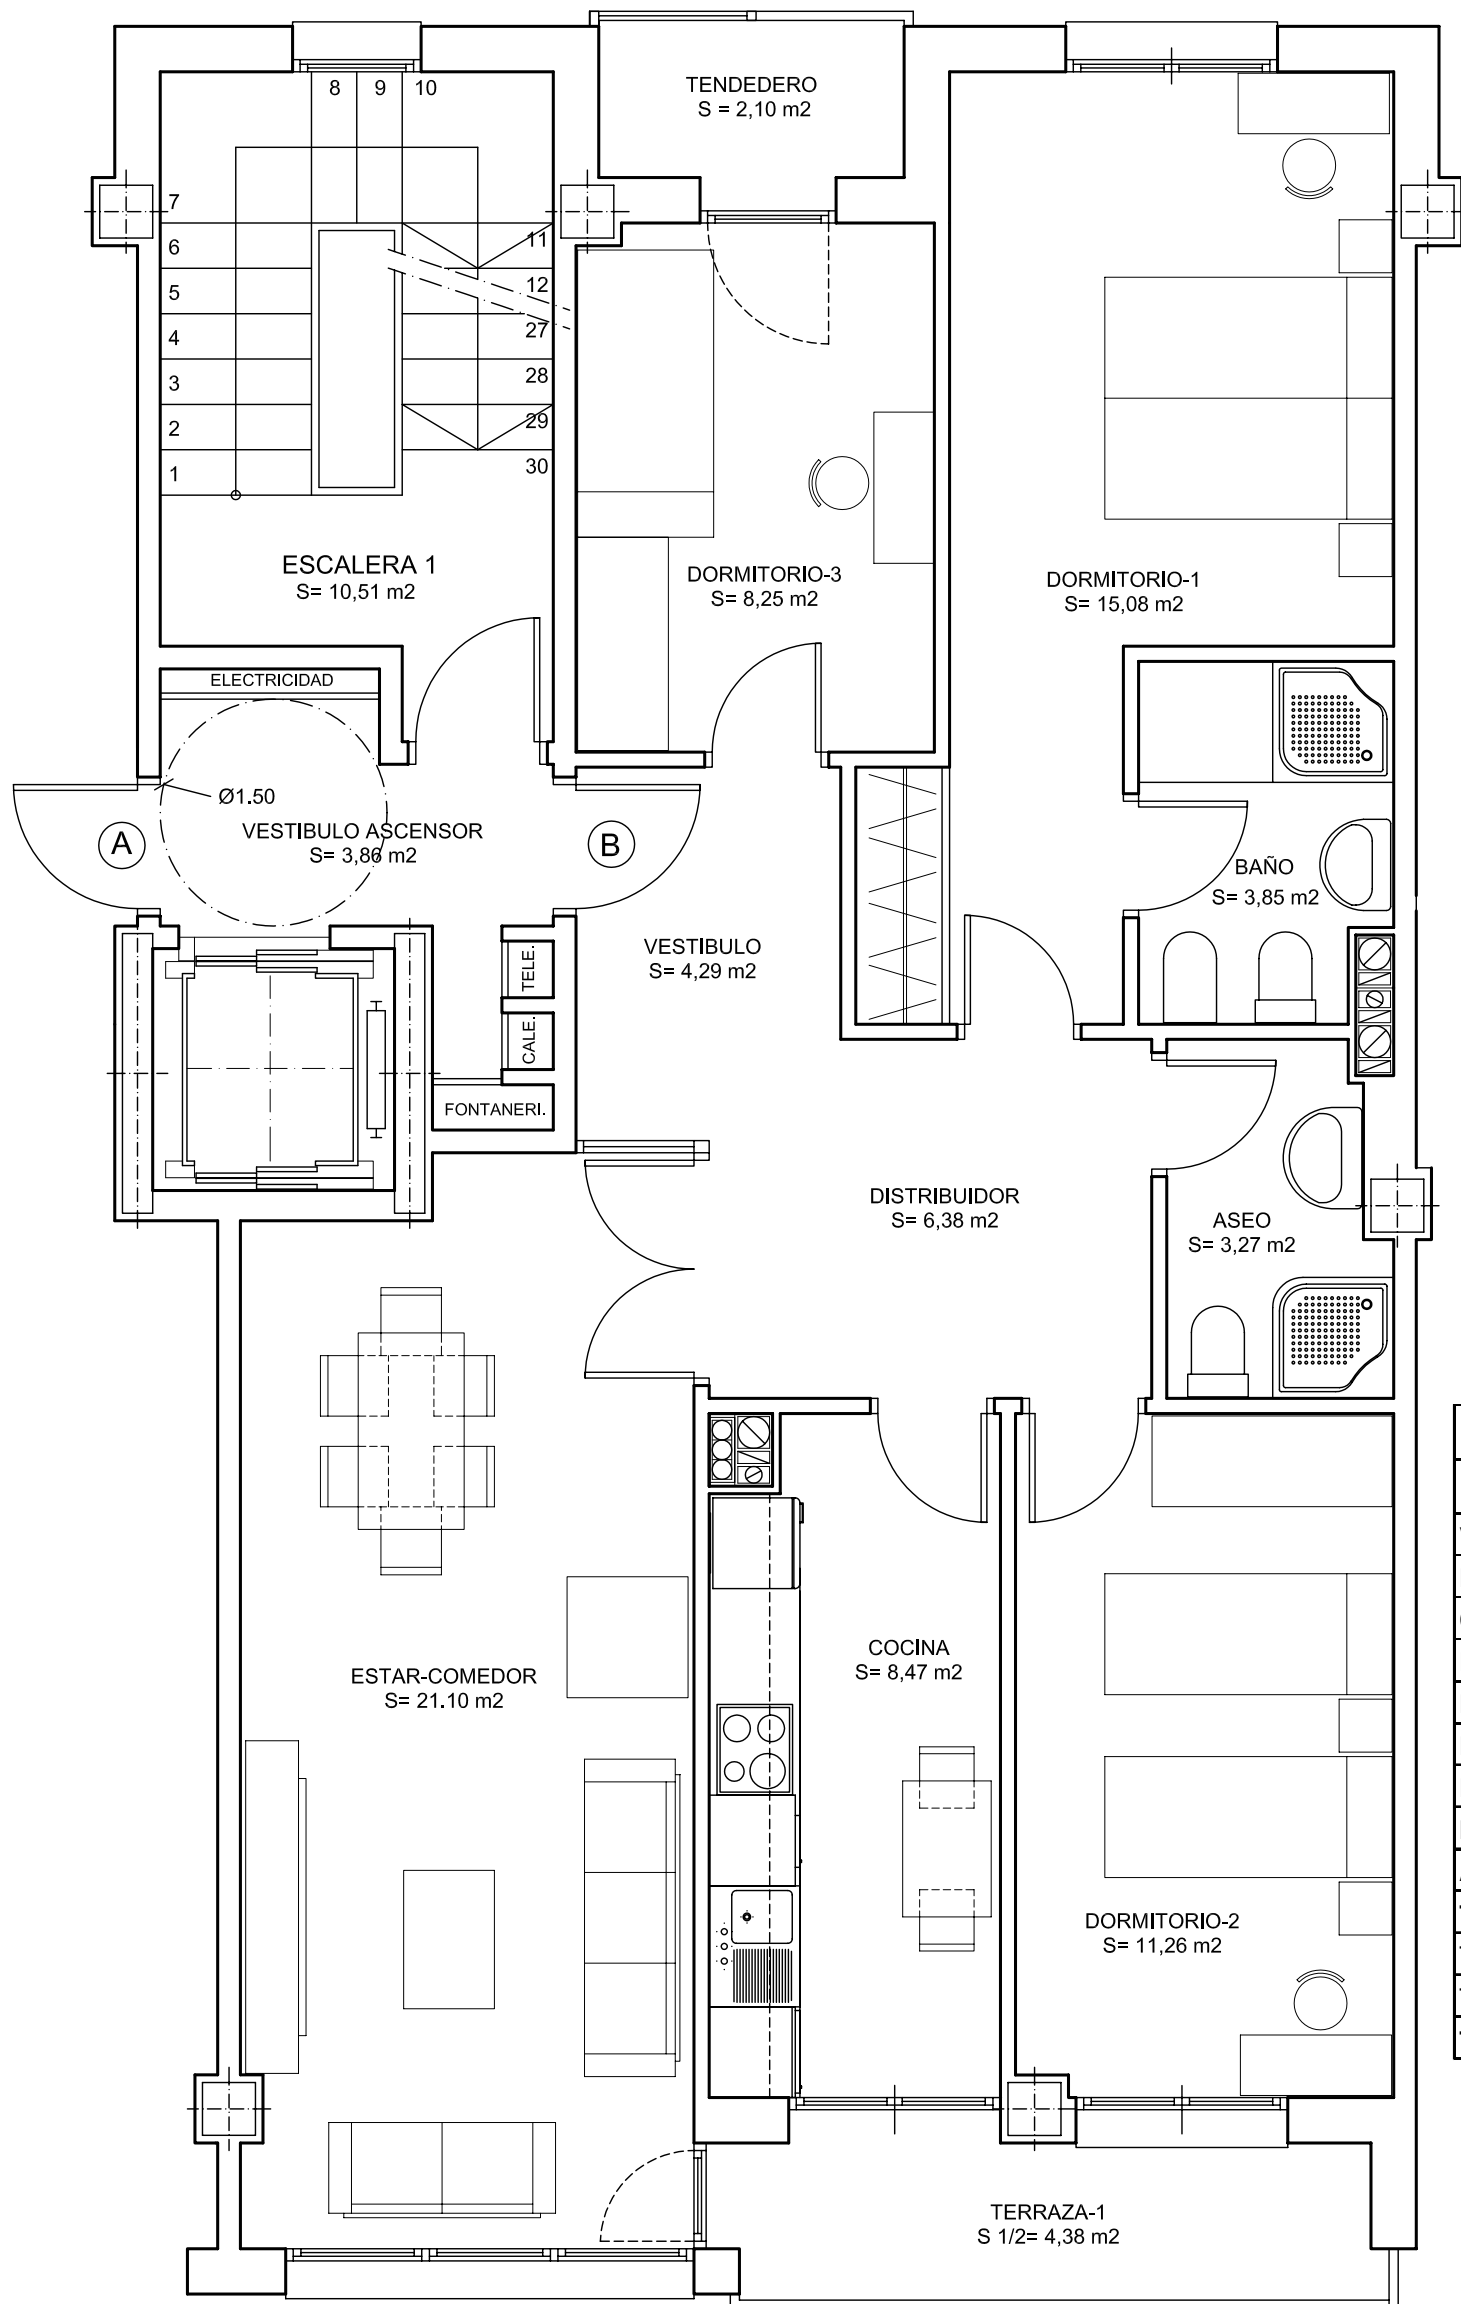 8 9 10
7
6
5
4
3
2
1
11
12
27
28
29
30
TENDEDERO
S = 2,10 m2
ESCALERA 1
S= 10,51 m2
DORMITORIO-3
S= 8,25 m2
DORMITORIO-1
S= 15,08 m2
ELECTRICIDAD
Ø1.50
VESTIBULO ASCENSOR
S= 3,86 m2
A
B
BAÑO
S= 3,85 m2
VESTIBULO
S= 4,29 m2
TELE.
CALE.
FONTANERI.
DISTRIBUIDOR
S= 6,38 m2
ASEO
S= 3,27 m2
ESTAR-COMEDOR
S= 21.10 m2
COCINA
S= 8,47 m2
DORMITORIO-2
S= 11,26 m2
TERRAZA-1
S 1/2= 4,38 m2